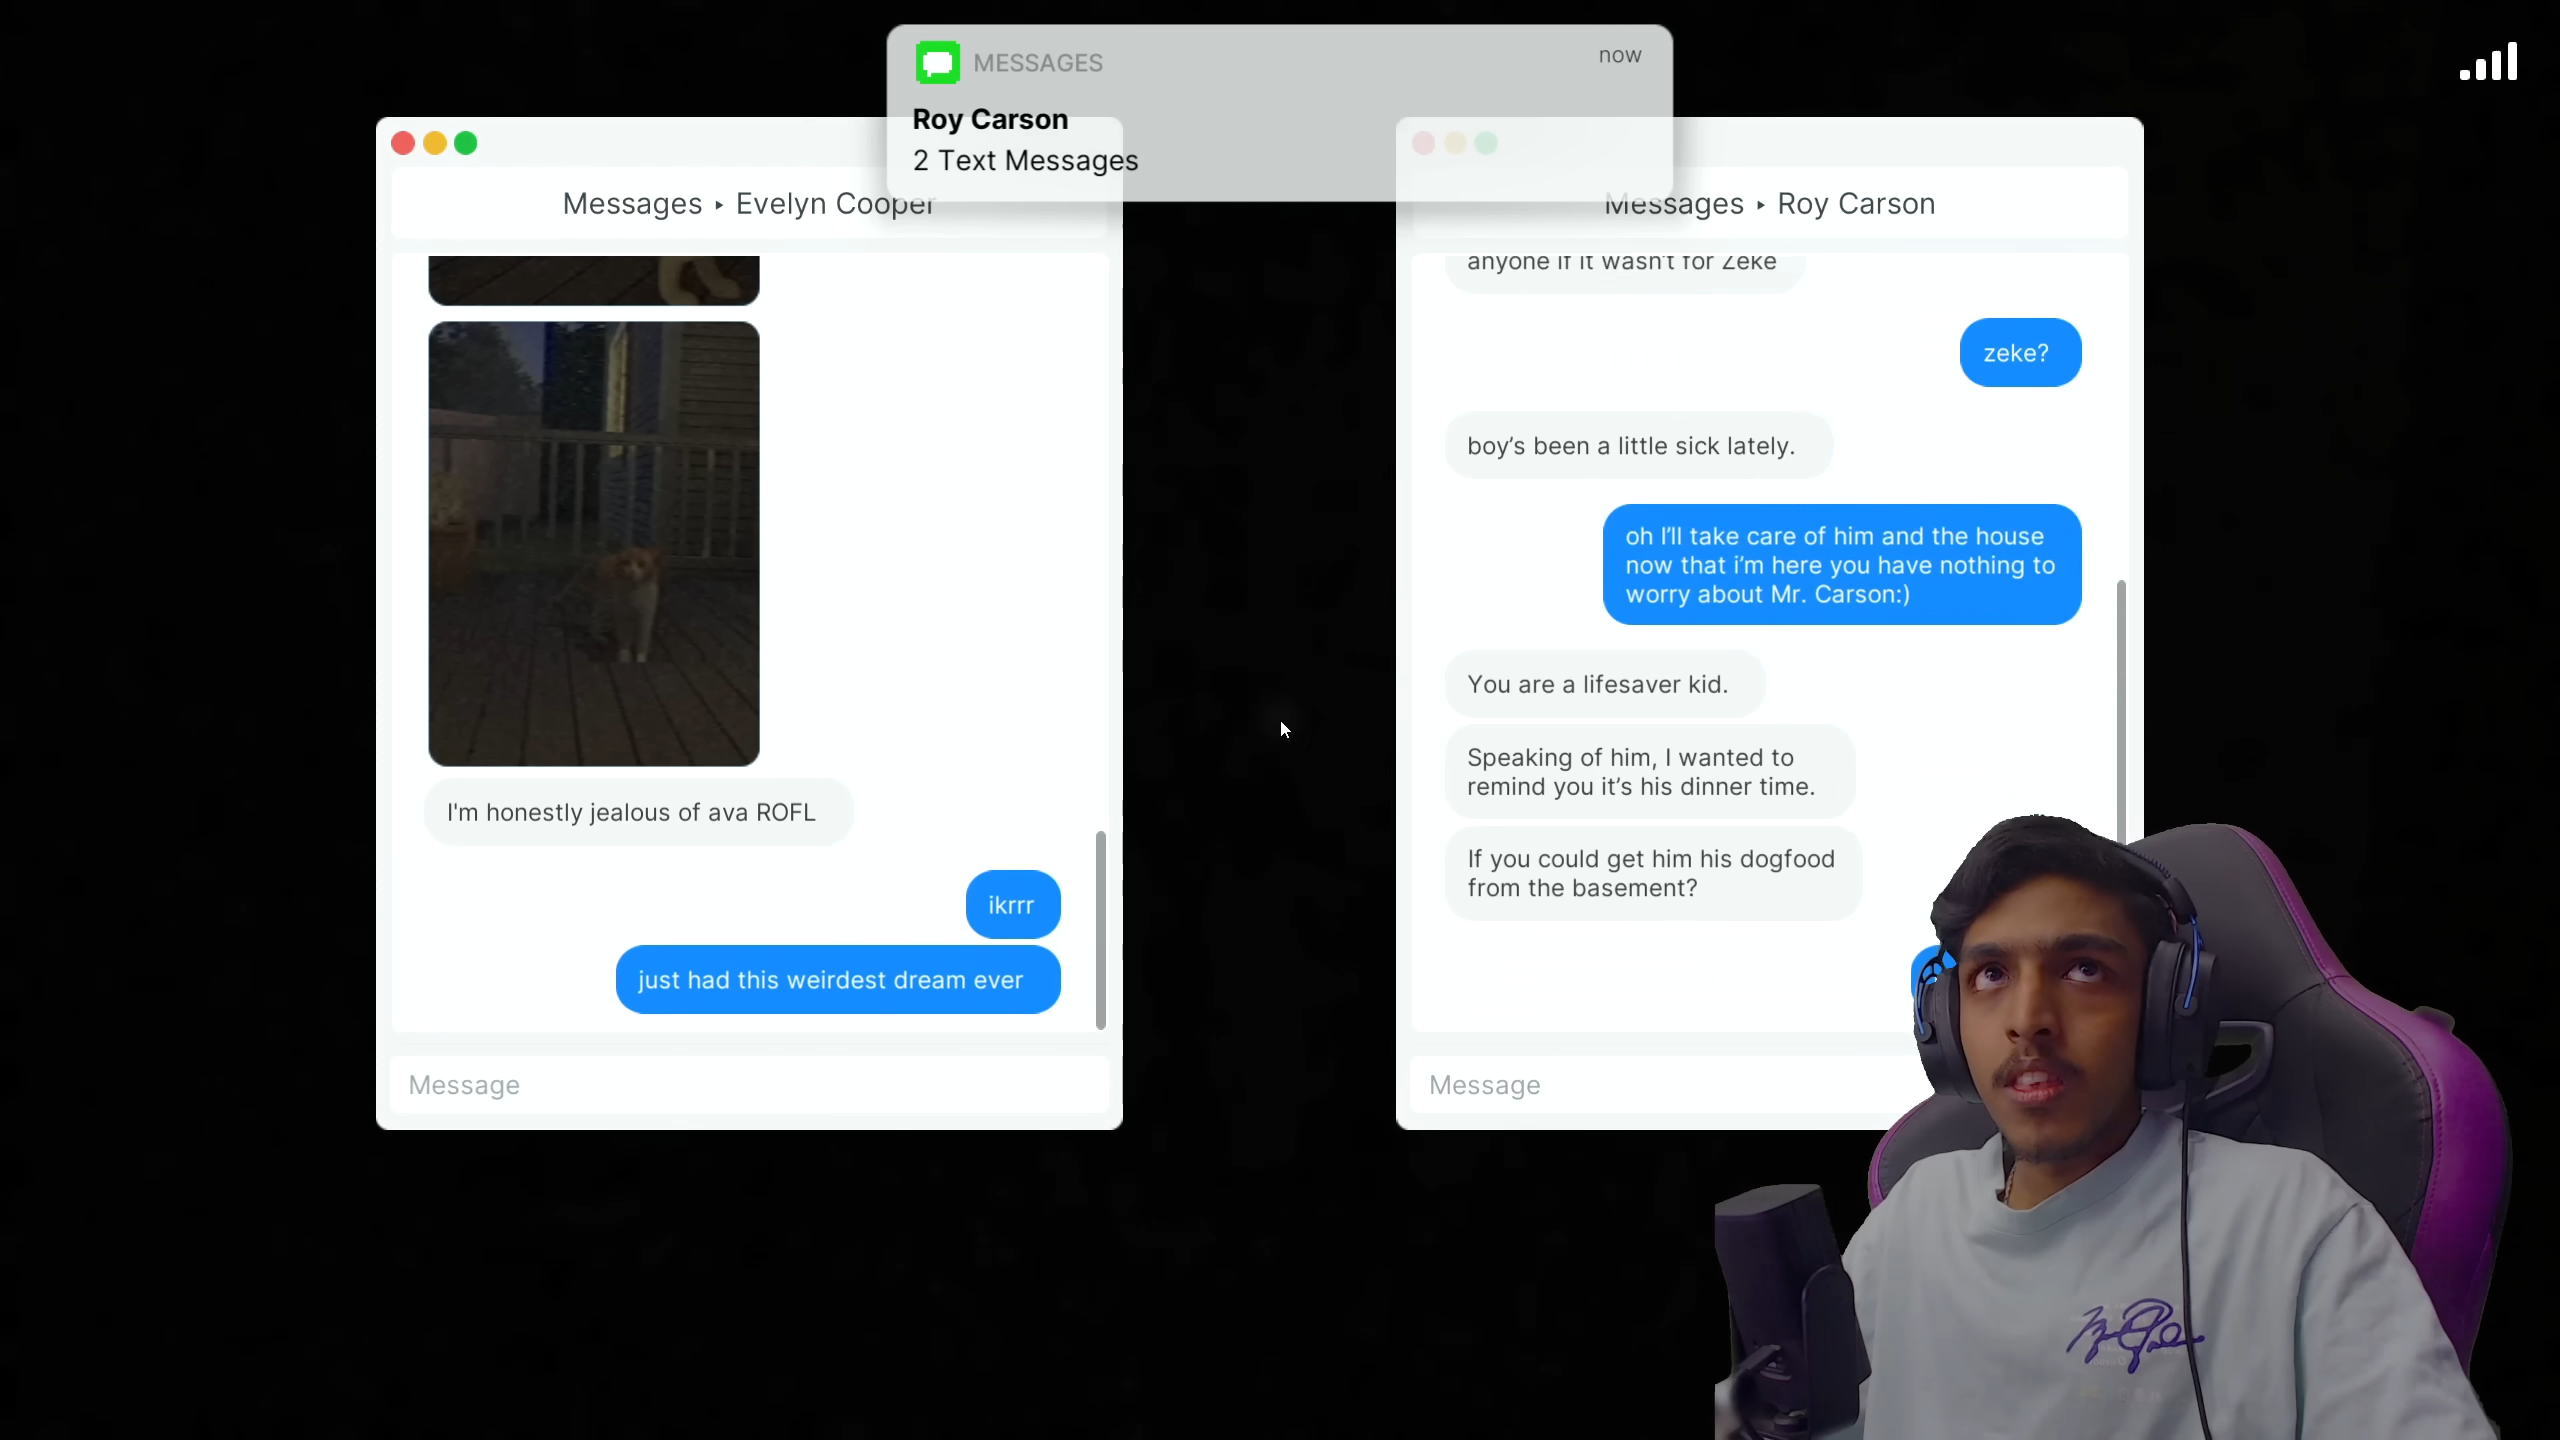 MESSAGES
now
Roy Carson
2 Text Messages
Messages ▸ Evelyn Cooper
I'm honestly jealous of ava ROFL
ikrrr
just had this weirdest dream ever
Message
Messages ▸ Roy Carson
anyone if it wasn't for Zeke
zeke?
boy's been a little sick lately.
oh I'll take care of him and the house
now that i'm here you have nothing to
worry about Mr. Carson:)
You are a lifesaver kid.
Speaking of him, I wanted to
remind you it's his dinner time.
If you could get him his dogfood
from the basement?
Message